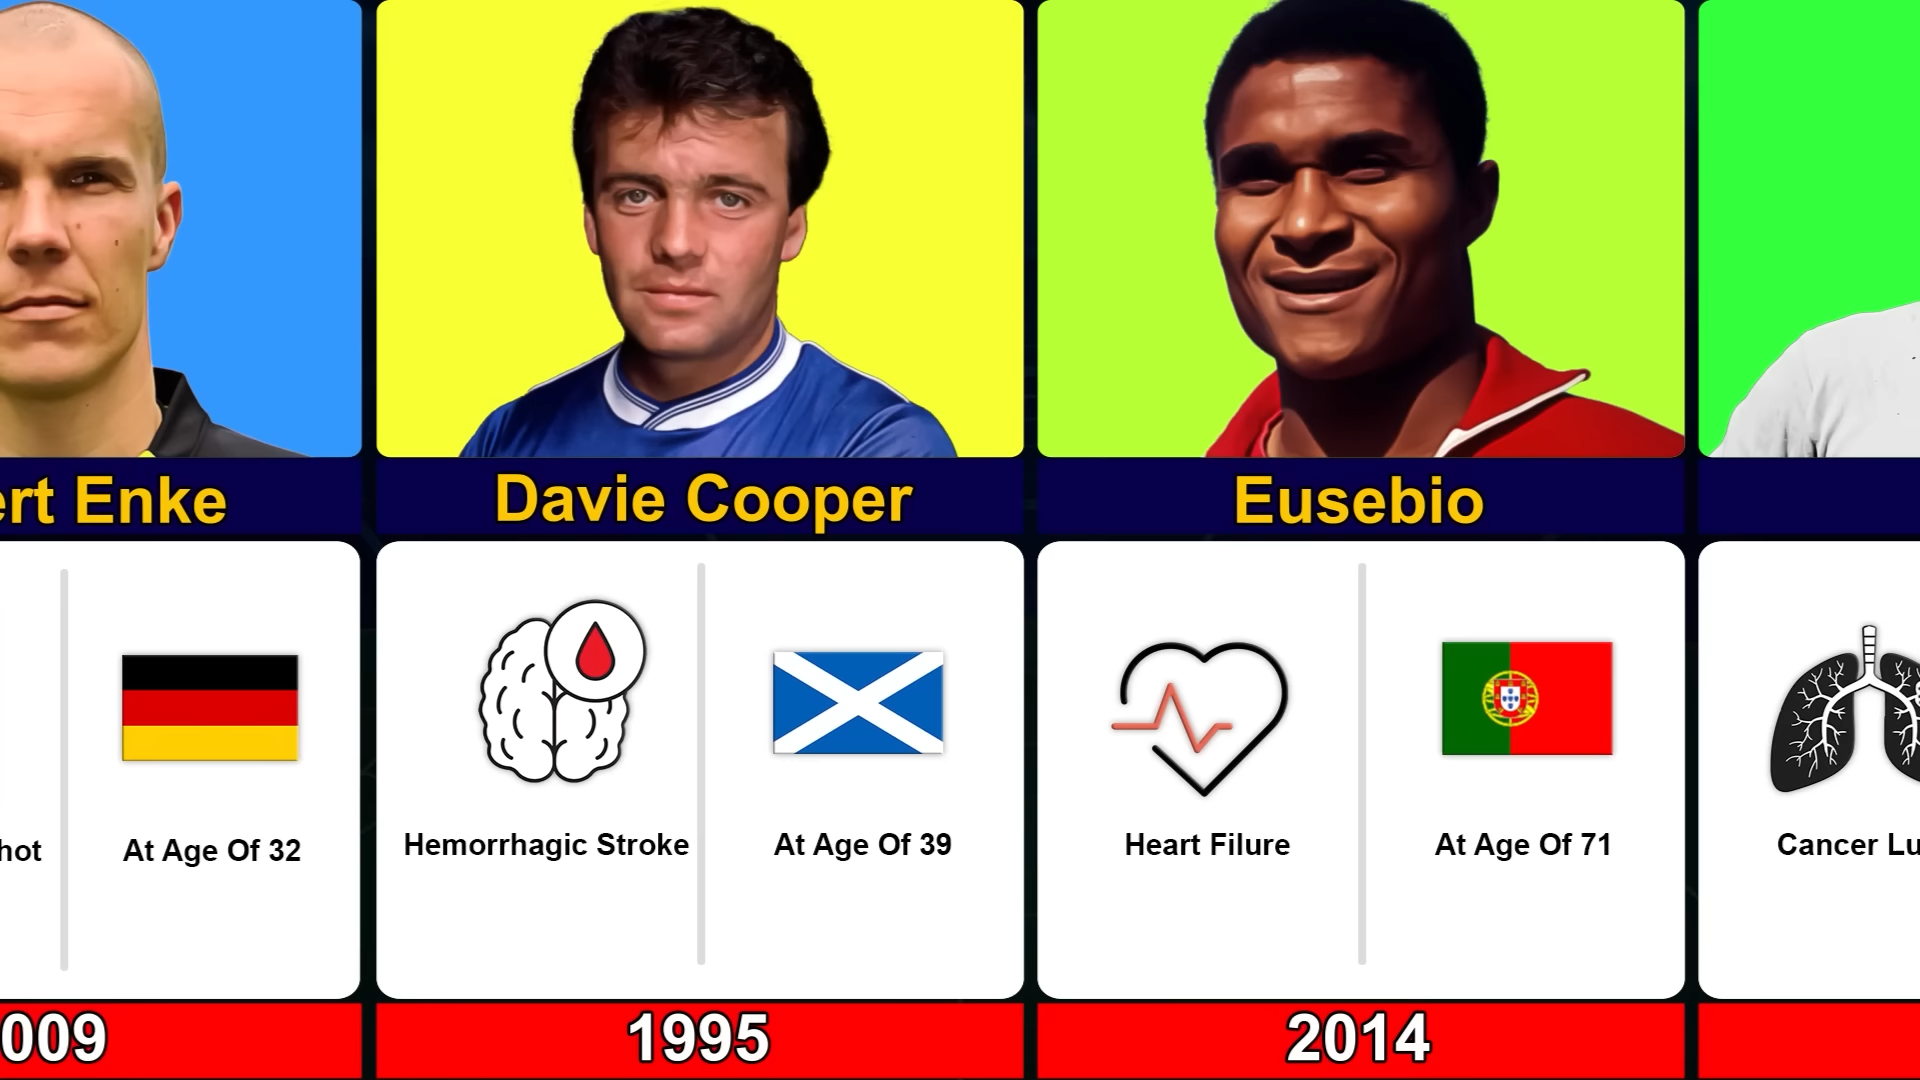 ert Enke
Davie Cooper
Eusebio
hot
At Age Of 32
Hemorrhagic Stroke
At Age Of 39
Heart Filure
At Age Of 71
Cancer Lu
009
1995
2014